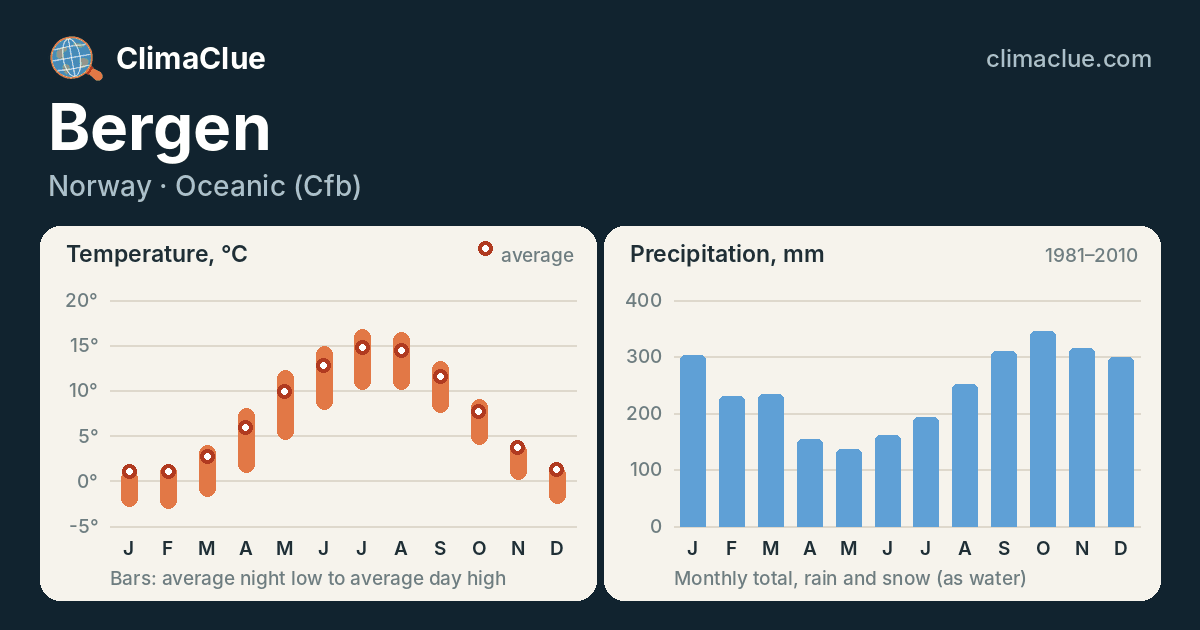 ClimaClue
climaclue.com
Bergen
Norway · Oceanic (Cfb)
Temperature, °C
average
20°
15°
10°
5°
0°
-5°
J F M A M J J A S O N D
Bars: average night low to average day high
Precipitation, mm
1981–2010
400
300
200
100
0
J F M A M J J A S O N D
Monthly total, rain and snow (as water)